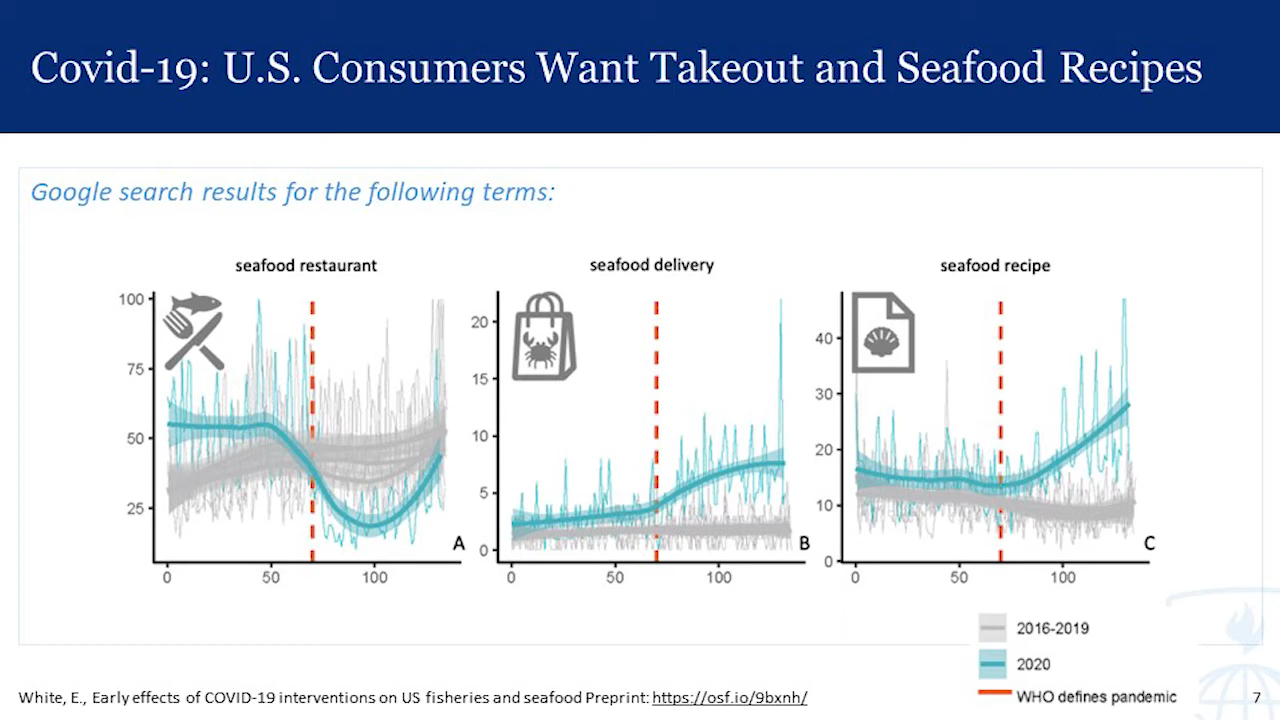 Covid-19: U.S. Consumers Want Takeout and Seafood Recipes
Google search results for the following terms:
seafood restaurant
100
75
50
25
0
50
100
A
seafood delivery
20
15
10
5
0
0
50
100
B
seafood recipe
40
30
20
10
0
0
50
100
C
2016-2019
2020
WHO defines pandemic
White, E., Early effects of COVID-19 interventions on US fisheries and seafood Preprint: https://osf.io/9bxnh/
7